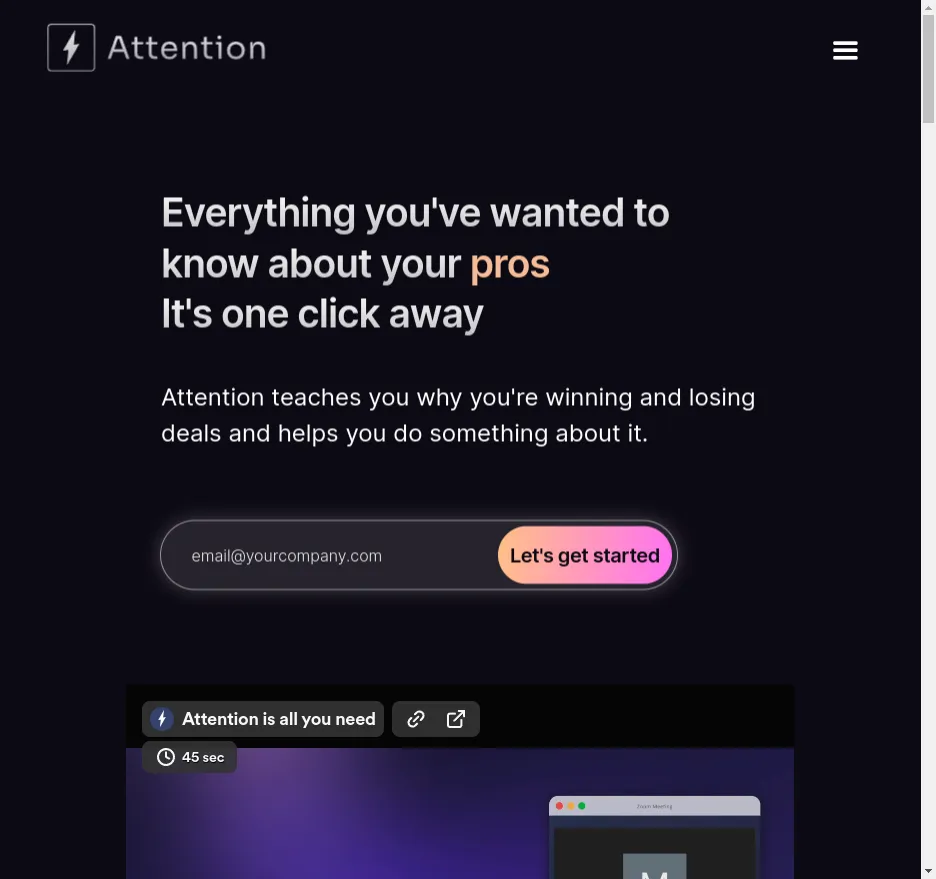 Attention
Everything you've wanted to
know about your pros
It's one click away
Attention teaches you why you're winning and losing
deals and helps you do something about it.
email@yourcompany.com
Let's get started
Attention is all you need
45 sec
Zoom Meeting